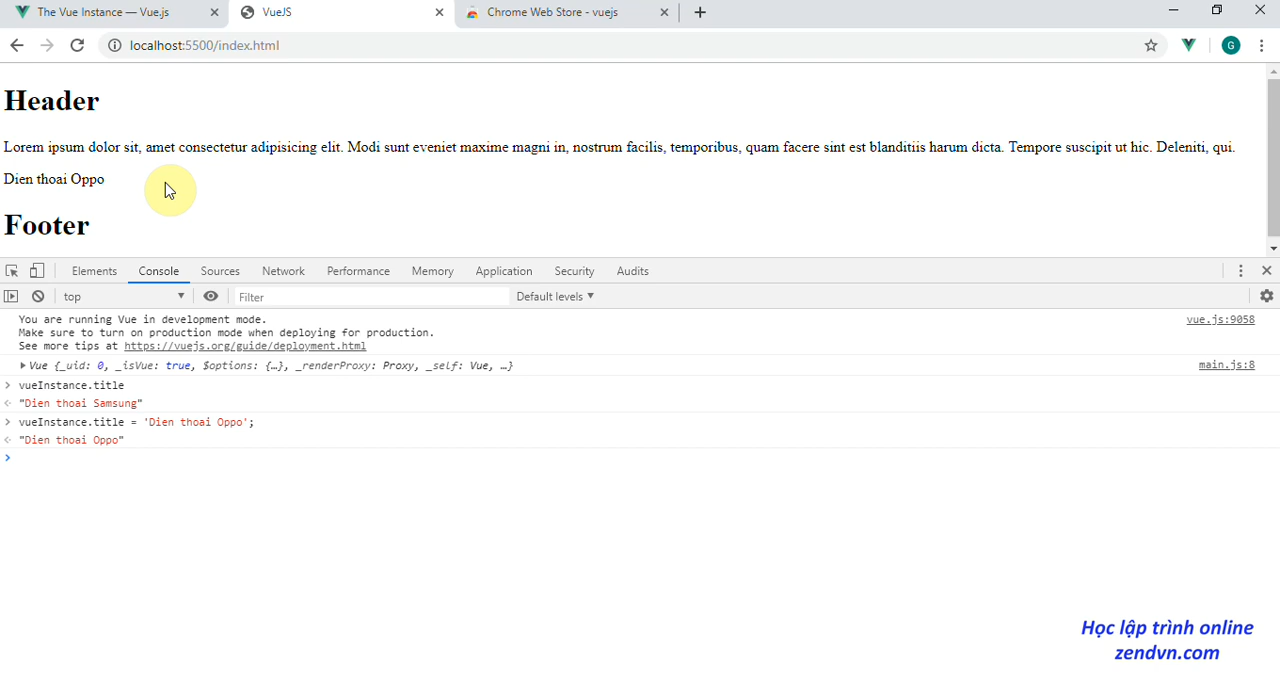 The Vue Instance — Vue.js
VueJS
Chrome Web Store - vuejs
localhost:5500/index.html
G
Header
Lorem ipsum dolor sit, amet consectetur adipisicing elit. Modi sunt eveniet maxime magni in, nostrum facilis, temporibus, quam facere sint est blanditiis harum dicta. Tempore suscipit ut hic. Deleniti, qui.
Dien thoai Oppo
Footer
Elements Console Sources Network Performance Memory Application Security Audits
top Filter Default levels
You are running Vue in development mode. vue.js:9058
Make sure to turn on production mode when deploying for production.
See more tips at https://vuejs.org/guide/deployment.html
Vue {_uid: 0, _isVue: true, $options: {…}, _renderProxy: Proxy, _self: Vue, …} main.js:8
> vueInstance.title
"Dien thoai Samsung"
> vueInstance.title = 'Dien thoai Oppo';
"Dien thoai Oppo"
>
Học lập trình online
zendvn.com